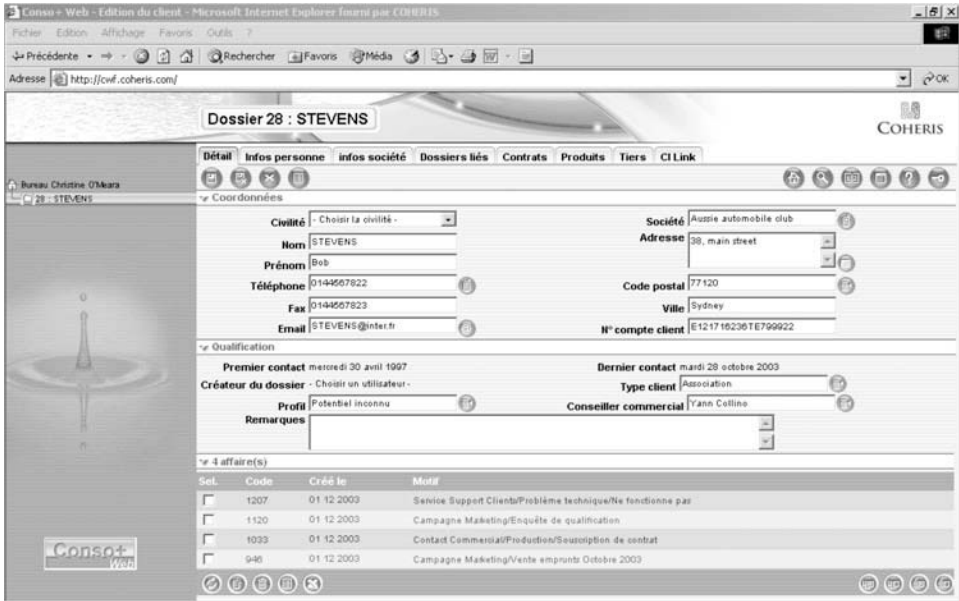 Conso+ Web - Edition du client - Microsoft Internet Explorer fourni par COHERIS
Fichier Edition Affichage Favoris Outils ?
Précédente Rechercher Favoris Média
Adresse http://cwf.coheris.com/ OK
Dossier 28 : STEVENS
COHERIS
Détail Infos personne infos société Dossiers liés Contrats Produits Tiers CI Link
Bureau Christine O'Meara
28 : STEVENS
Coordonnées
Civilité - Choisir la civilité - Société Aussie automobile club
Nom STEVENS Adresse 38, main street
Prénom Bob
Téléphone 0144567822 Code postal 77120
Fax 0144567823 Ville Sydney
Email STEVENS@inter.fr N° compte client E121716236TE799922
Qualification
Premier contact mercredi 30 avril 1997 Dernier contact mardi 28 octobre 2003
Créateur du dossier - Choisir un utilisateur - Type client Association
Profil Potentiel inconnu Conseiller commercial Yann Collino
Remarques
4 affaire(s)
Sel. Code Créé le Motif
1207 01 12 2003 Service Support Clients/Problème technique/Ne fonctionne pas
1120 01 12 2003 Campagne Marketing/Enquête de qualification
1033 01 12 2003 Contact Commercial/Production/Souscription de contrat
946 01 12 2003 Campagne Marketing/Vente emprunts Octobre 2003
Conso+
Web